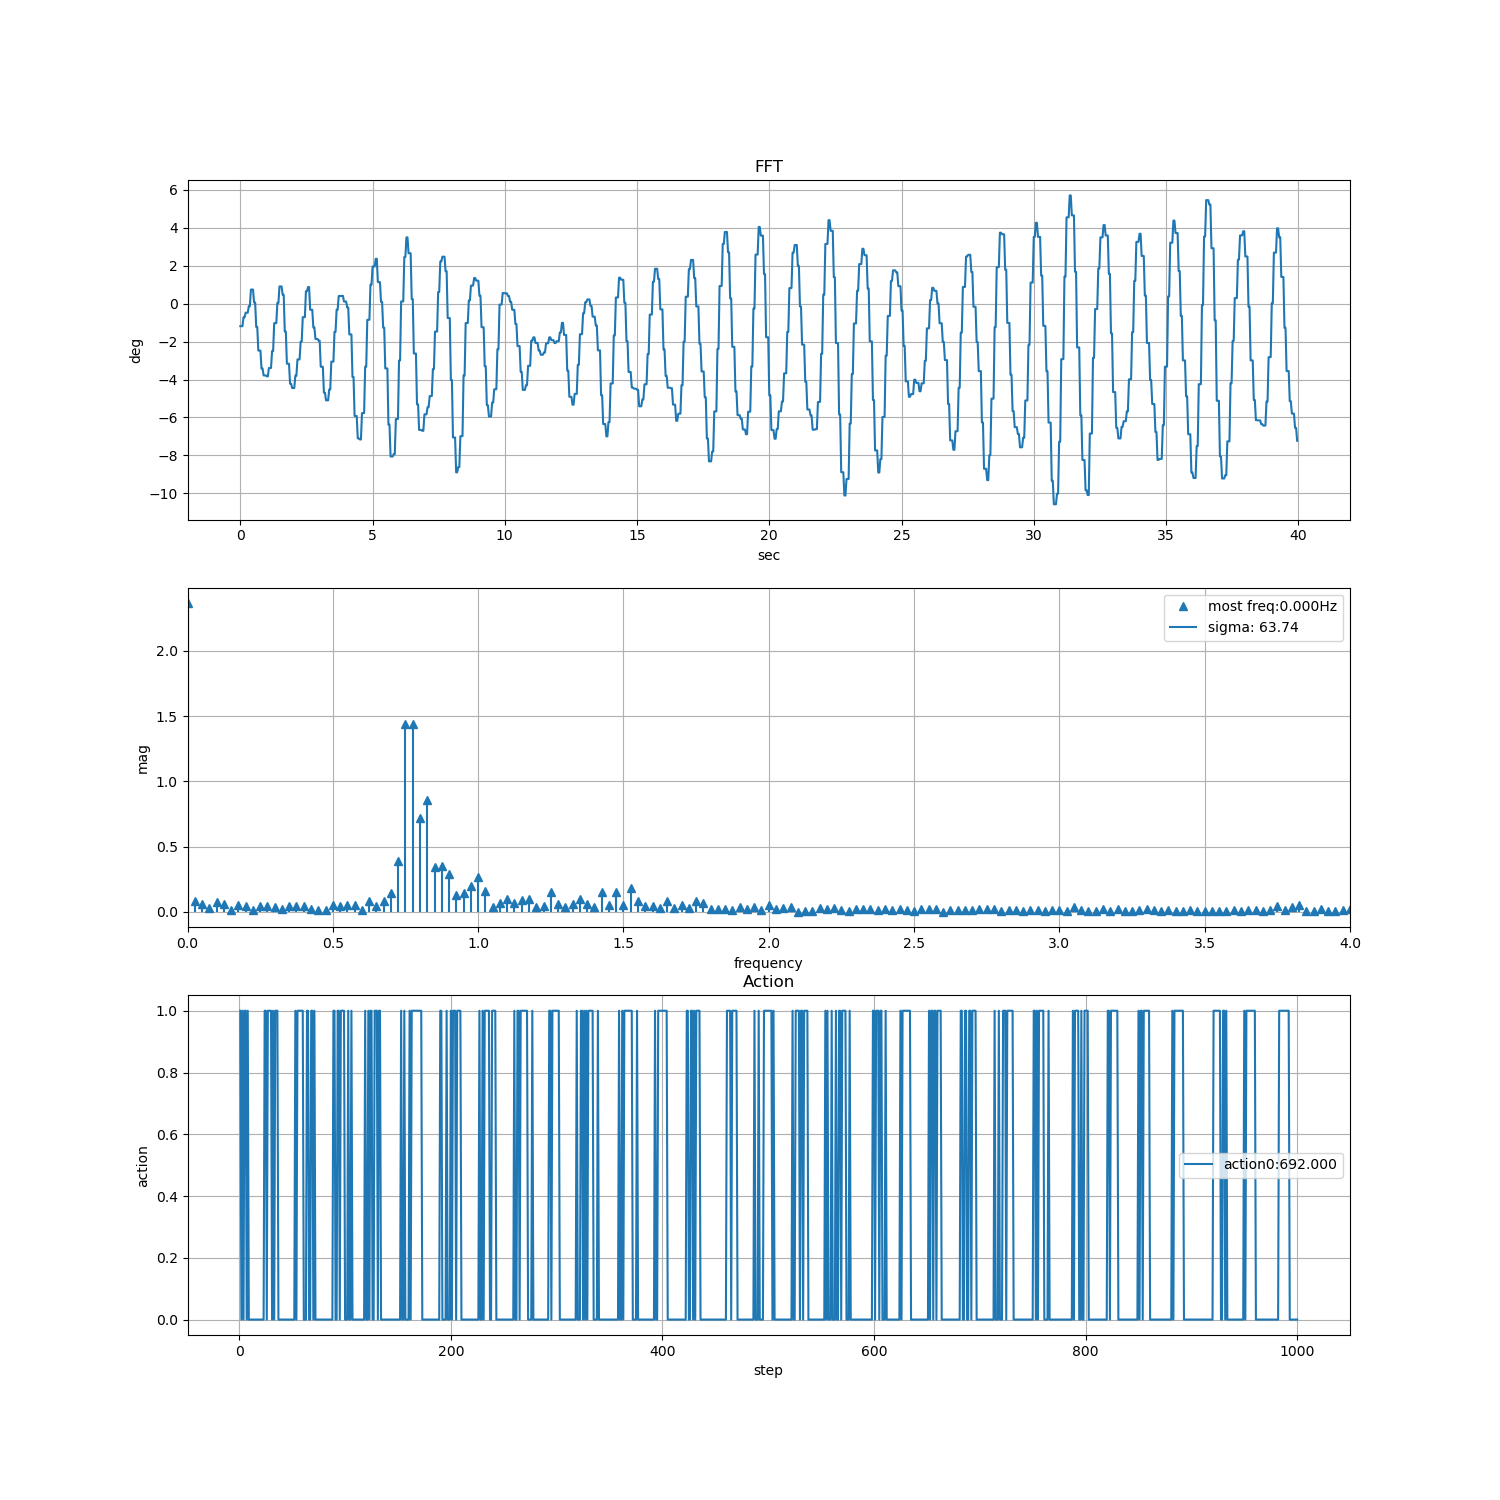 FFT
6
4
2
0
−2
−4
−6
−8
−10
deg
0 5 10 15 20 25 30 35 40
sec
most freq:0.000Hz
sigma: 63.74
2.0
1.5
1.0
0.5
0.0
mag
0.0 0.5 1.0 1.5 2.0 2.5 3.0 3.5 4.0
frequency
Action
1.0
0.8
0.6
0.4
0.2
0.0
action
action0:692.000
0 200 400 600 800 1000
step